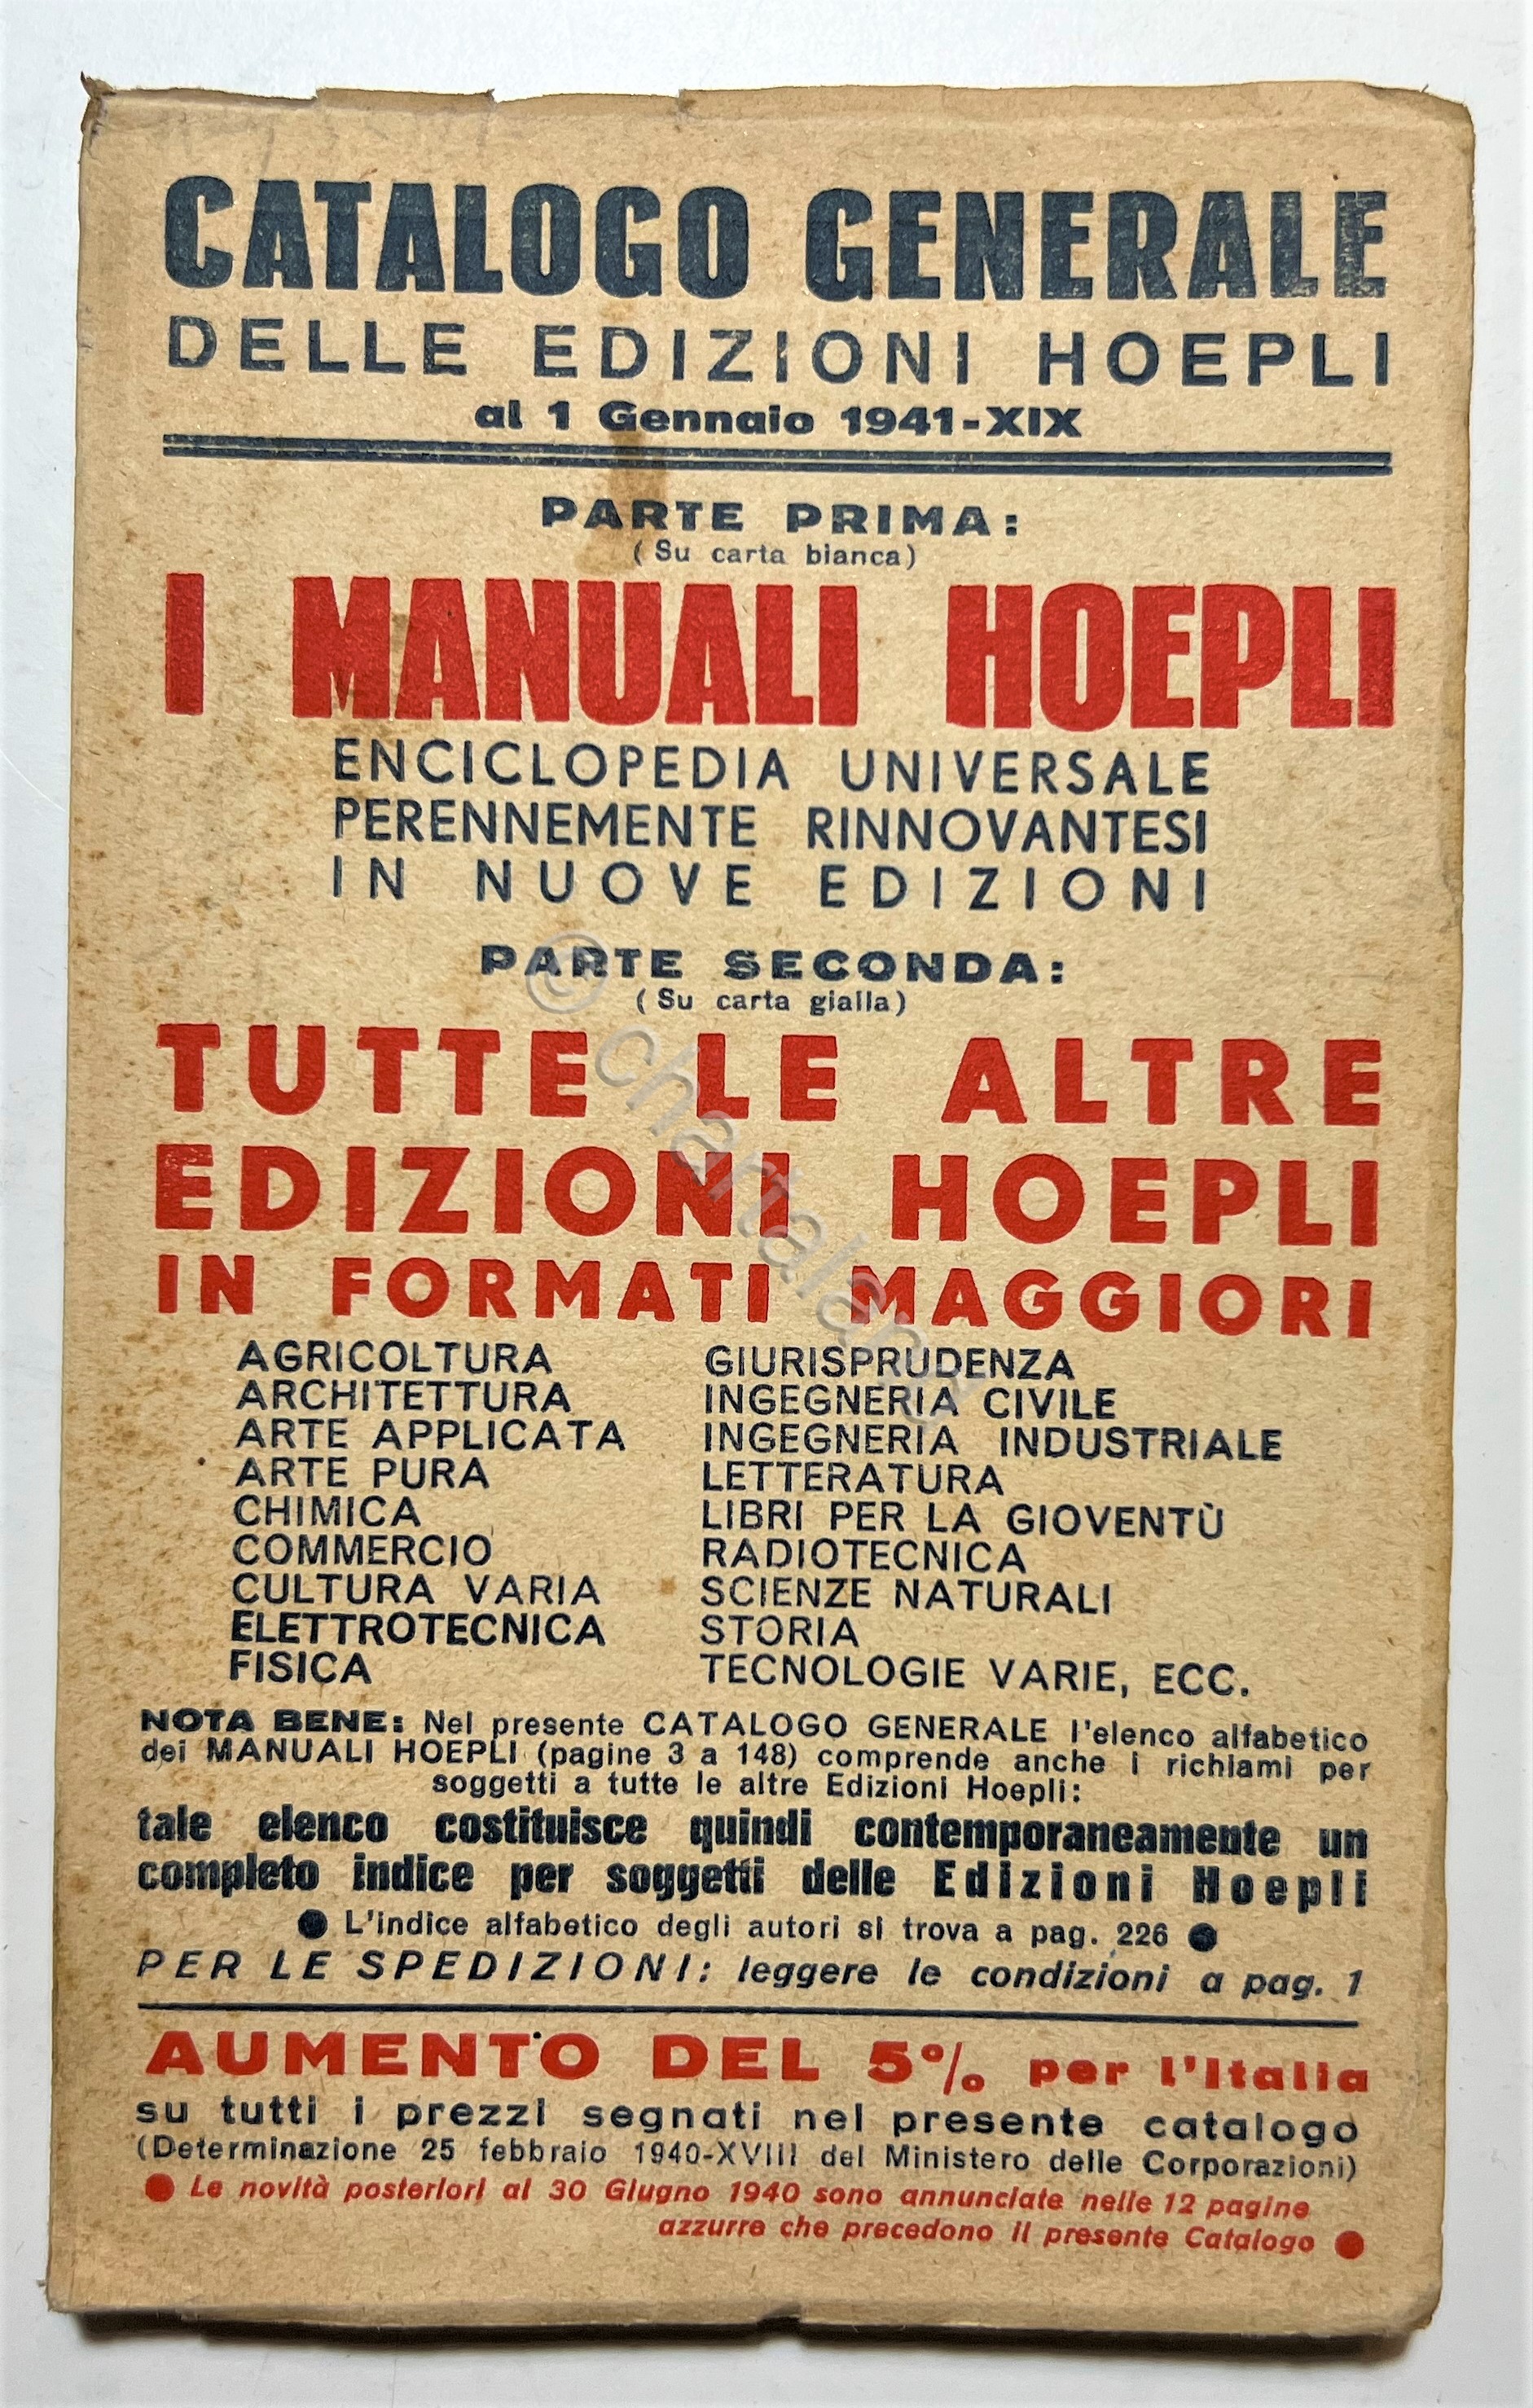 CATALOGO GENERALE
DELLE EDIZIONI HOEPLI
al 1 Gennaio 1941-XIX
PARTE PRIMA:
(Su carta bianca)
I MANUALI HOEPLI
ENCICLOPEDIA UNIVERSALE
PERENNEMENTE RINNOVANTESI
IN NUOVE EDIZIONI
PARTE SECONDA:
(Su carta gialla)
TUTTE LE ALTRE
EDIZIONI HOEPLI
IN FORMATI MAGGIORI
AGRICOLTURA
ARCHITETTURA
ARTE APPLICATA
ARTE PURA
CHIMICA
COMMERCIO
CULTURA VARIA
ELETTROTECNICA
FISICA
GIURISPRUDENZA
INGEGNERIA CIVILE
INGEGNERIA INDUSTRIALE
LETTERATURA
LIBRI PER LA GIOVENTÙ
RADIOTECNICA
SCIENZE NATURALI
STORIA
TECNOLOGIE VARIE, ECC.
NOTA BENE: Nel presente CATALOGO GENERALE l'elenco alfabetico
dei MANUALI HOEPLI (pagine 3 a 148) comprende anche i richiami per
soggetti a tutte le altre Edizioni Hoepli:
tale elenco costituisce quindi contemporaneamente un
completo indice per soggetti delle Edizioni Hoepli
● L'indice alfabetico degli autori si trova a pag. 226 ●
PER LE SPEDIZIONI: leggere le condizioni a pag. 1
AUMENTO DEL 5% per l'Italia
su tutti i prezzi segnati nel presente catalogo
(Determinazione 25 febbraio 1940-XVIII del Ministero delle Corporazioni)
● Le novità posteriori al 30 Giugno 1940 sono annunciate nelle 12 pagine
azzurre che precedono il presente Catalogo ●